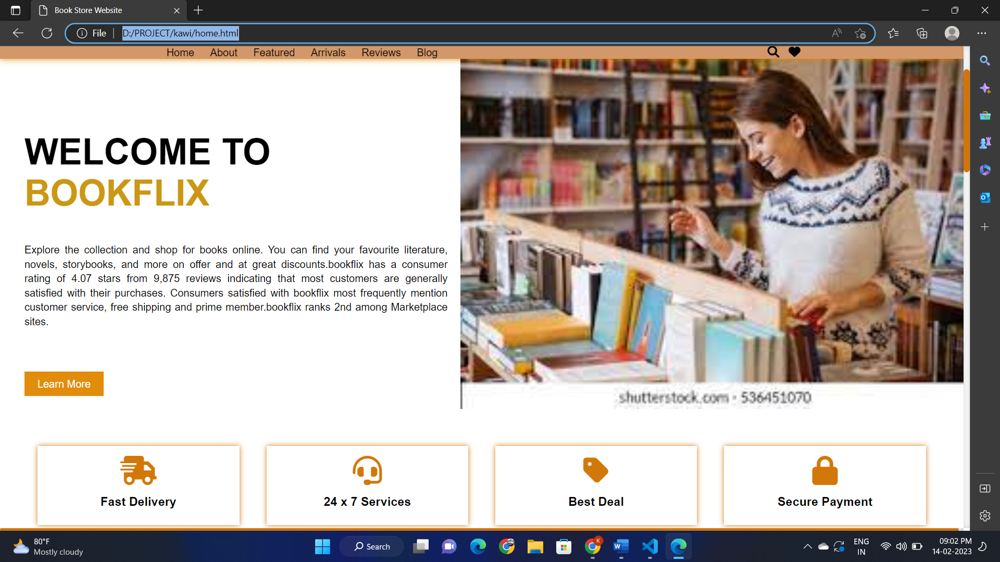 Book Store Website
File
D:/PROJECT/kawi/home.html
Home About Featured Arrivals Reviews Blog
WELCOME TO
BOOKFLIX
Explore the collection and shop for books online. You can find your favourite literature,
novels, storybooks, and more on offer and at great discounts.bookflix has a consumer
rating of 4.07 stars from 9,875 reviews indicating that most customers are generally
satisfied with their purchases. Consumers satisfied with bookflix most frequently mention
customer service, free shipping and prime member.bookflix ranks 2nd among Marketplace
sites.
Learn More
shutterstock.com · 536451070
Fast Delivery
24 x 7 Services
Best Deal
Secure Payment
80°F
Mostly cloudy
Search
K
W
ENG
IN
09:02 PM
14-02-2023